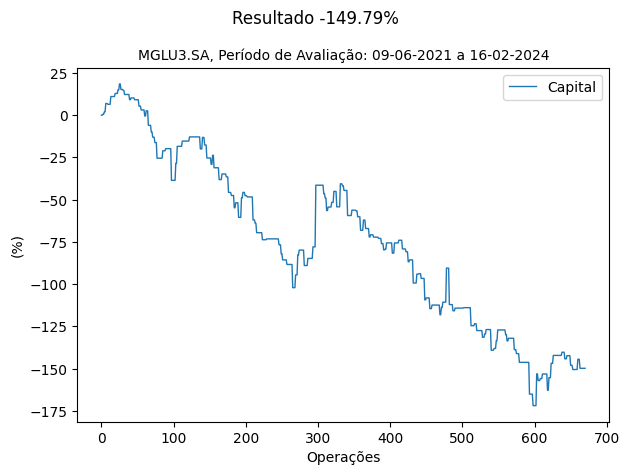 Resultado -149.79%
MGLU3.SA, Período de Avaliação: 09-06-2021 a 16-02-2024
Capital
25
0
−25
−50
−75
−100
−125
−150
−175
(%)
0 100 200 300 400 500 600 700
Operações